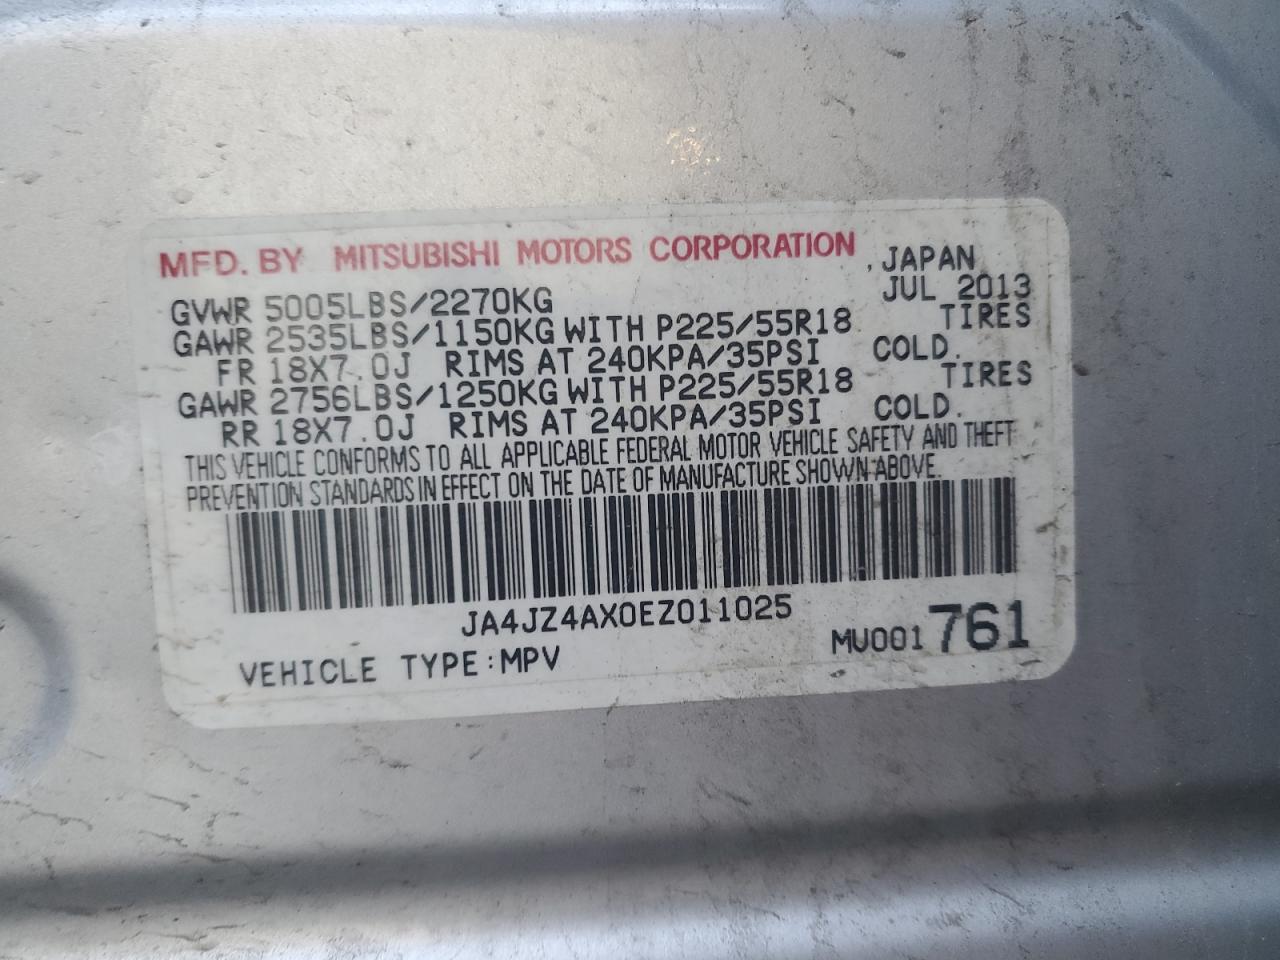 MFD. BY MITSUBISHI MOTORS CORPORATION , JAPAN
JUL 2013
GVWR 5005LBS/2270KG
GAWR 2535LBS/1150KG WITH P225/55R18 TIRES
FR 18X7.0J RIMS AT 240KPA/35PSI COLD.
GAWR 2756LBS/1250KG WITH P225/55R18 TIRES
RR 18X7.0J RIMS AT 240KPA/35PSI COLD.
THIS VEHICLE CONFORMS TO ALL APPLICABLE FEDERAL MOTOR VEHICLE SAFETY AND THEFT
PREVENTION STANDARDS IN EFFECT ON THE DATE OF MANUFACTURE SHOWN ABOVE.
JA4JZ4AX0EZ011025
VEHICLE TYPE:MPV MU001761